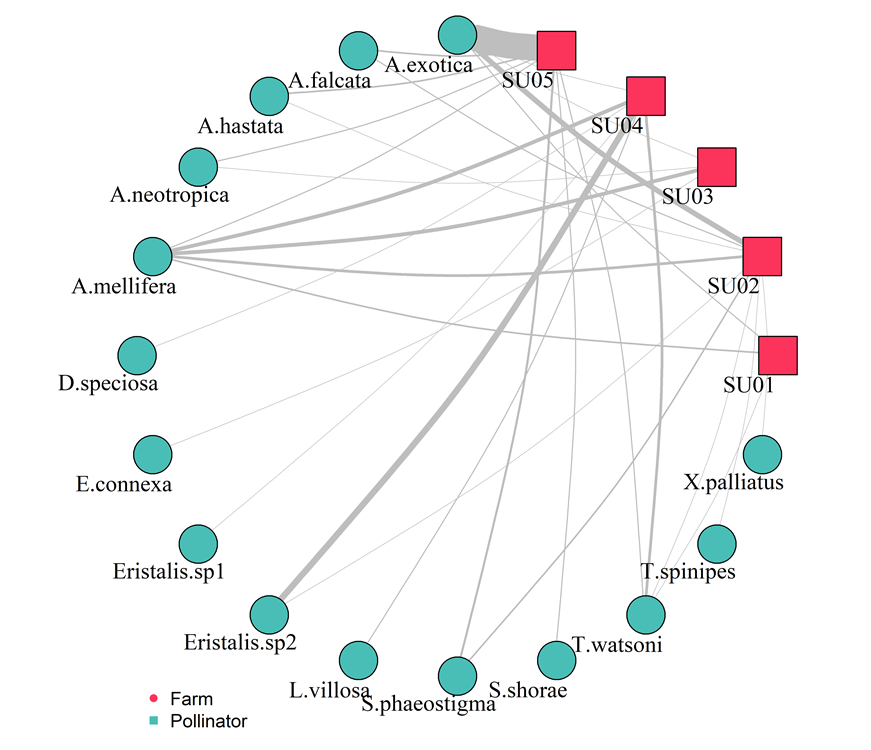 A.exotica
SU05
A.falcata
SU04
A.hastata
SU03
A.neotropica
A.mellifera
SU02
D.speciosa
SU01
E.connexa
X.palliatus
Eristalis.sp1
T.spinipes
Eristalis.sp2
T.watsoni
L.villosa
S.phaeostigma
S.shorae
Farm
Pollinator